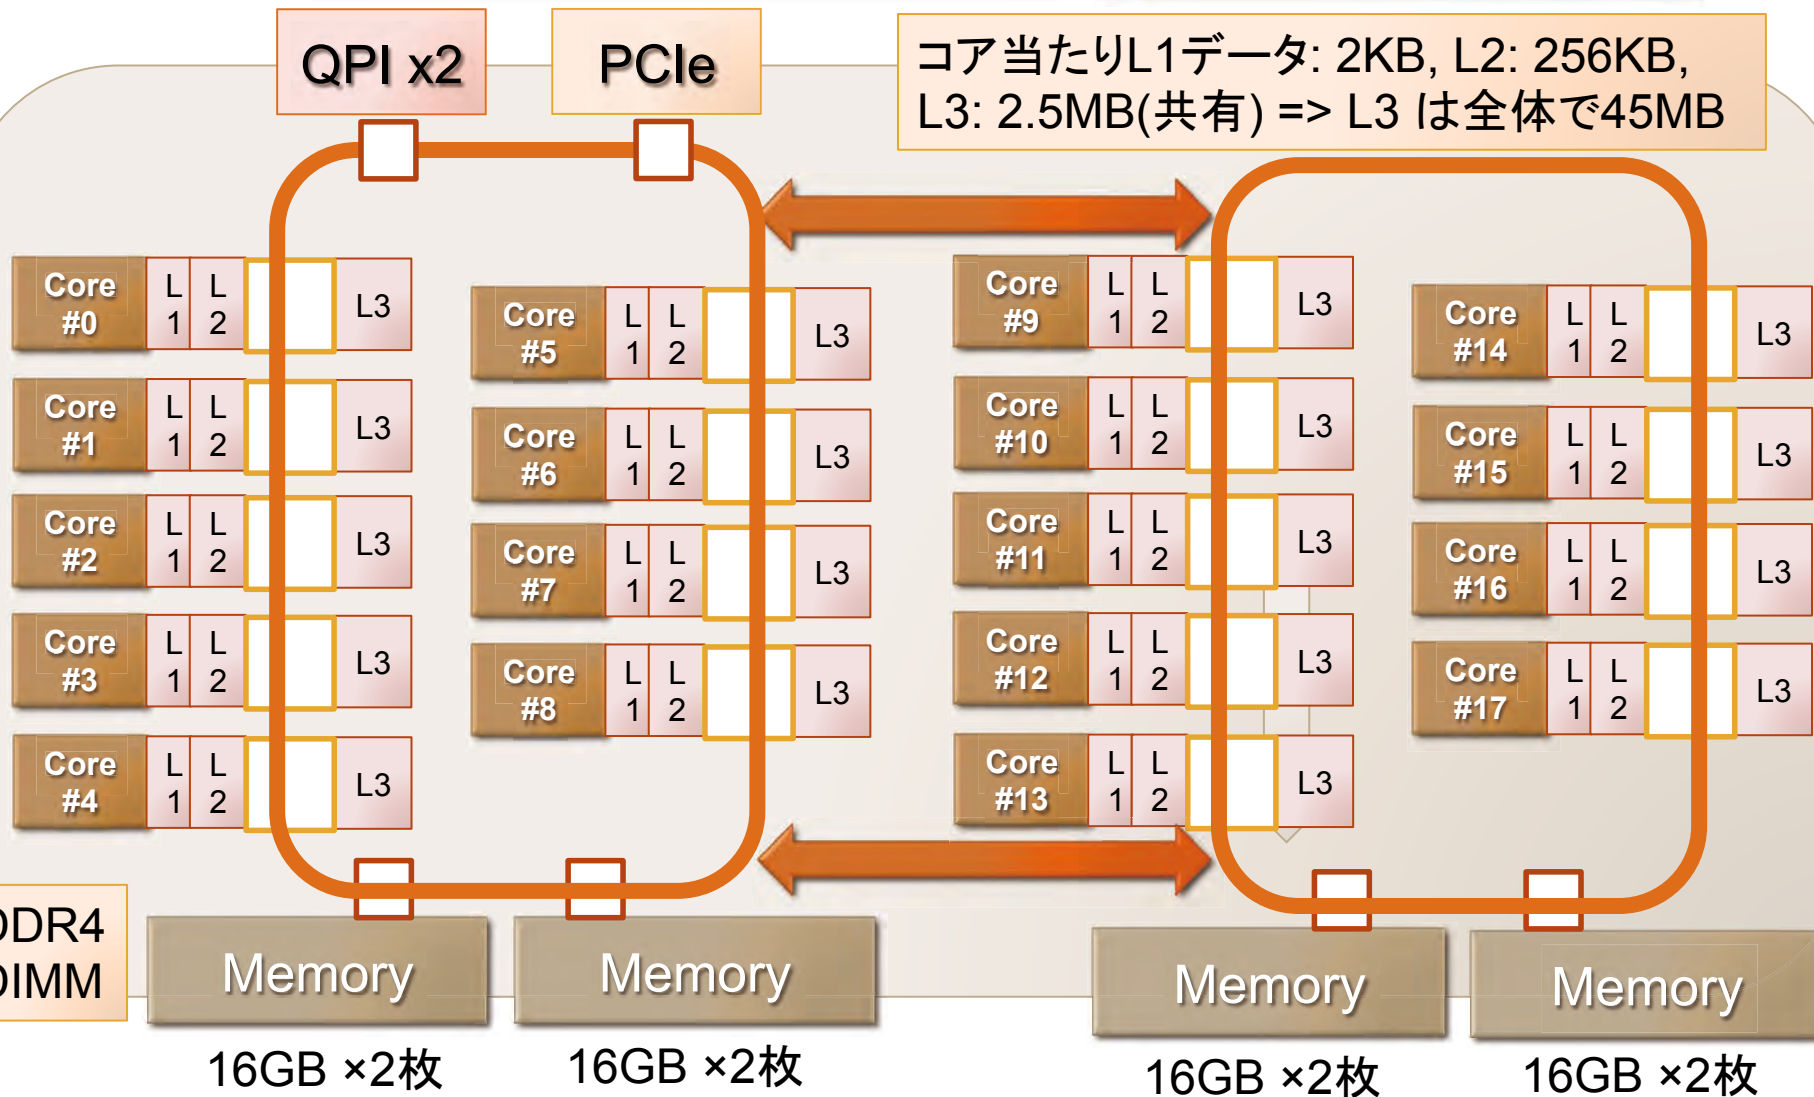 QPI x2
PCIe
コア当たりL1データ: 2KB, L2: 256KB,
L3: 2.5MB(共有) => L3 は全体で45MB
Core
#0
L
1
L
2
L3
Core
#1
L
1
L
2
L3
Core
#2
L
1
L
2
L3
Core
#3
L
1
L
2
L3
Core
#4
L
1
L
2
L3
Core
#5
L
1
L
2
L3
Core
#6
L
1
L
2
L3
Core
#7
L
1
L
2
L3
Core
#8
L
1
L
2
L3
Core
#9
L
1
L
2
L3
Core
#10
L
1
L
2
L3
Core
#11
L
1
L
2
L3
Core
#12
L
1
L
2
L3
Core
#13
L
1
L
2
L3
Core
#14
L
1
L
2
L3
Core
#15
L
1
L
2
L3
Core
#16
L
1
L
2
L3
Core
#17
L
1
L
2
L3
DDR4
DIMM
Memory
Memory
Memory
Memory
16GB ×2枚
16GB ×2枚
16GB ×2枚
16GB ×2枚